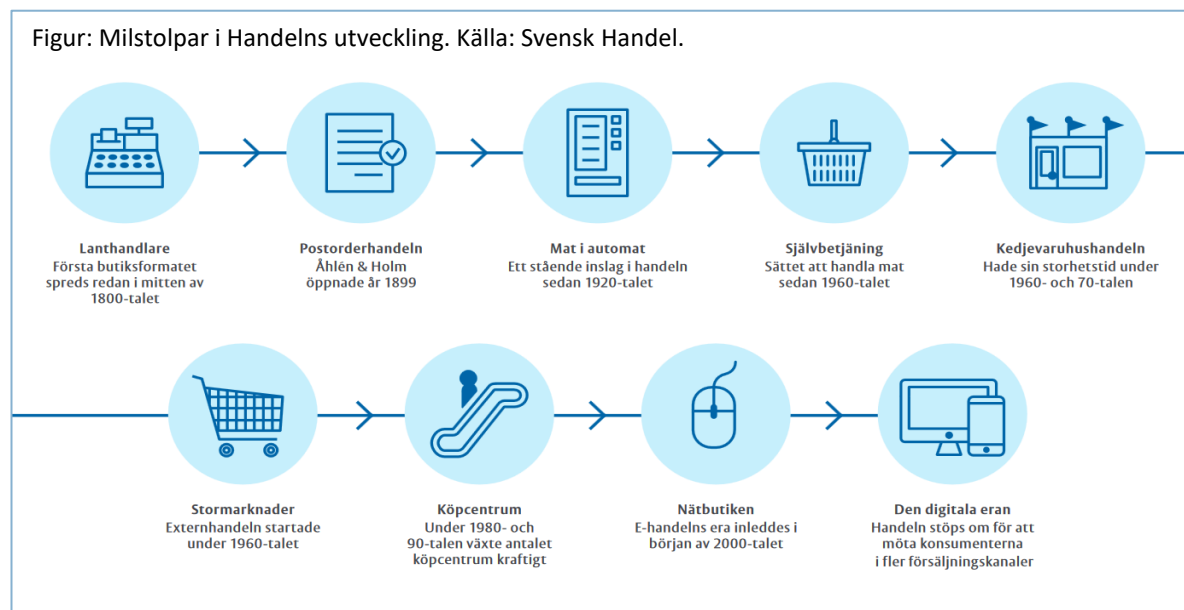 Figur: Milstolpar i Handelns utveckling. Källa: Svensk Handel.
Lanthandlare
Första butiksformatet
spreds redan i mitten av
1800-talet
Postorderhandeln
Åhlén & Holm
öppnade år 1899
Mat i automat
Ett stående inslag i handeln
sedan 1920-talet
Självbetjäning
Sättet att handla mat
sedan 1960-talet
Kedjevaruhushandeln
Hade sin storhetstid under
1960- och 70-talen
Stormarknader
Externhandeln startade
under 1960-talet
Köpcentrum
Under 1980- och
90-talen växte antalet
köpcentrum kraftigt
Nätbutiken
E-handelns era inleddes i
början av 2000-talet
Den digitala eran
Handeln stöps om för att
möta konsumenterna
i fler försäljningskanaler